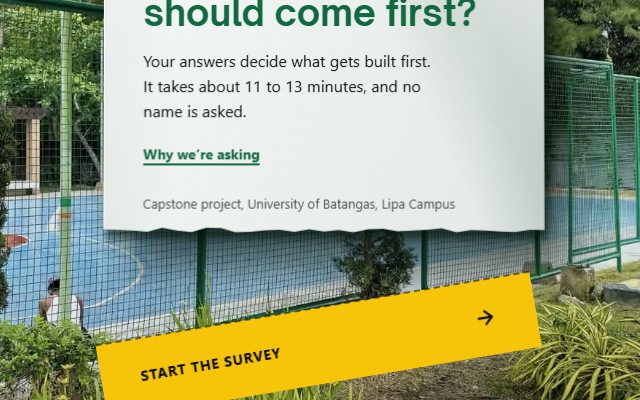 should come first?
Your answers decide what gets built first.
It takes about 11 to 13 minutes, and no
name is asked.
Why we're asking
Capstone project, University of Batangas, Lipa Campus
START THE SURVEY